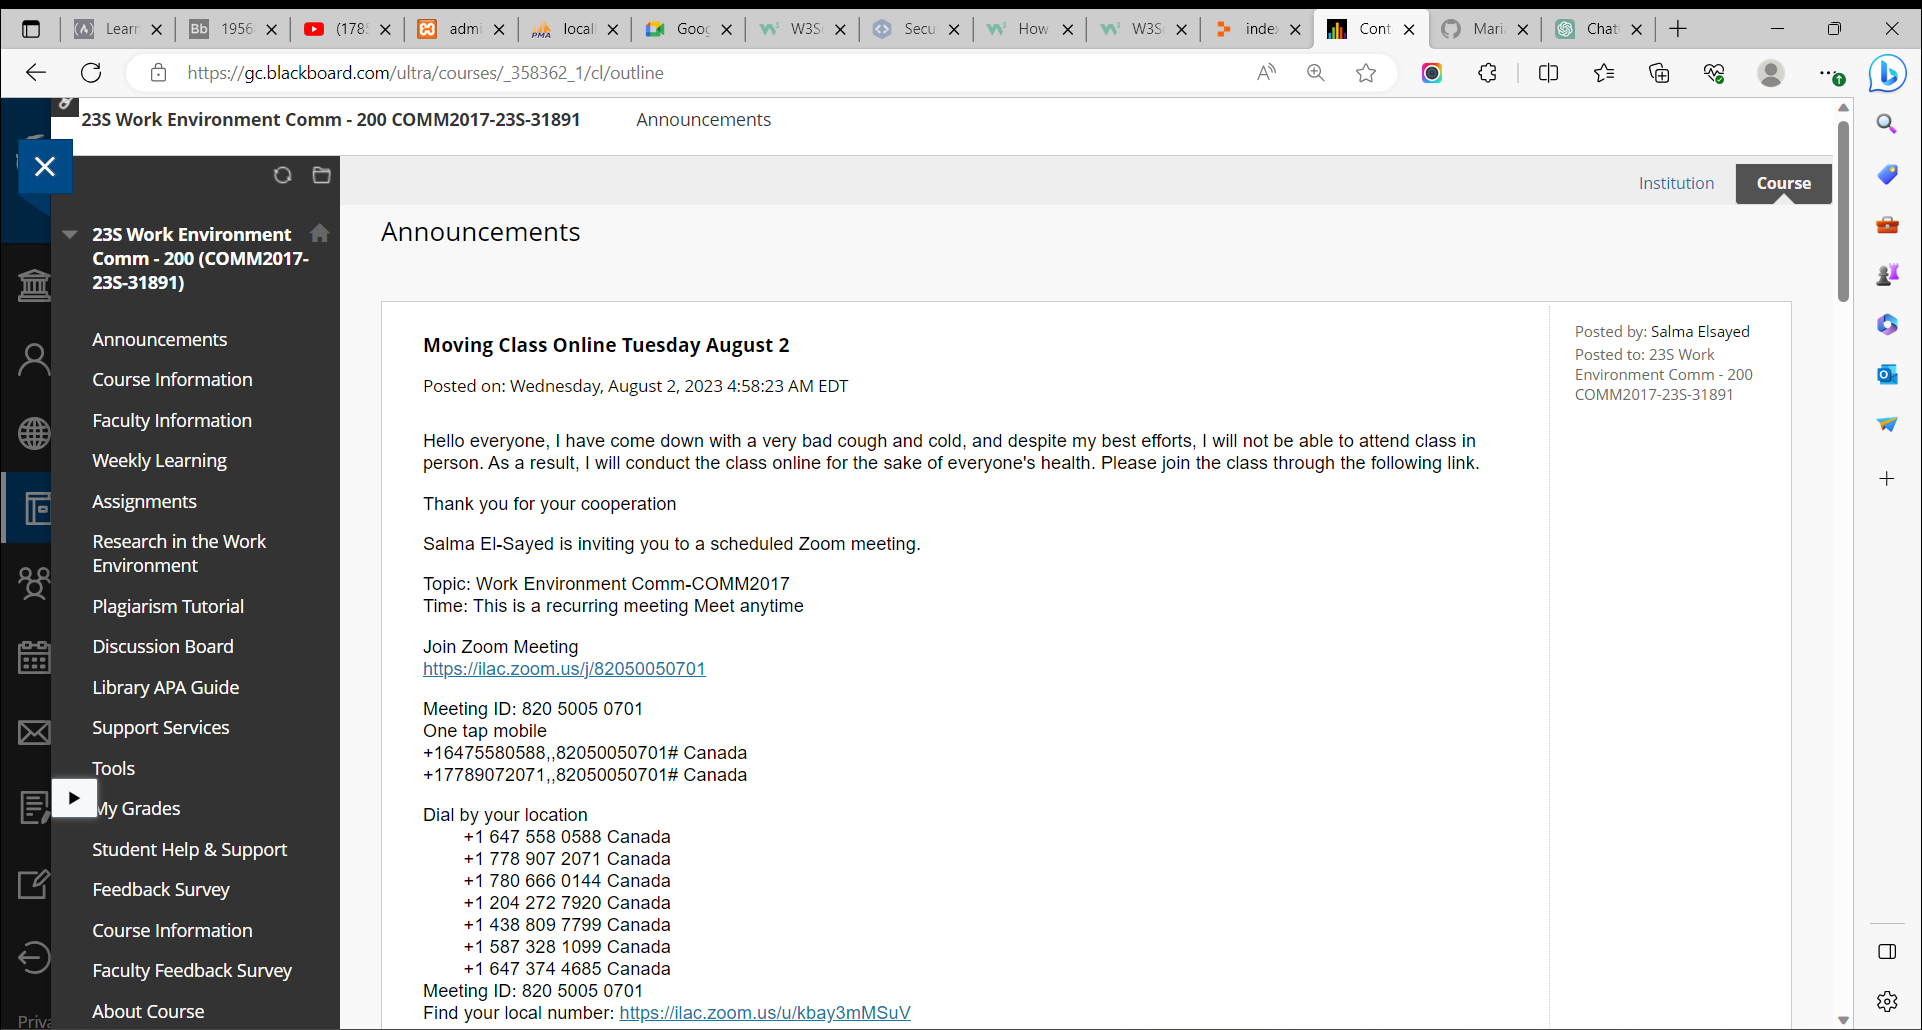 Learn
1956
(178
admi
locall
Goog
W3S
Secu
How
W3S
index
Cont
Maria
Chat
https://gc.blackboard.com/ultra/courses/_358362_1/cl/outline
23S Work Environment Comm - 200 COMM2017-23S-31891
Announcements
Institution
Course
23S Work Environment
Comm - 200 (COMM2017-
23S-31891)
Announcements
Course Information
Faculty Information
Weekly Learning
Assignments
Research in the Work
Environment
Plagiarism Tutorial
Discussion Board
Library APA Guide
Support Services
Tools
My Grades
Student Help & Support
Feedback Survey
Course Information
Faculty Feedback Survey
About Course
Priva
Announcements
Moving Class Online Tuesday August 2
Posted on: Wednesday, August 2, 2023 4:58:23 AM EDT
Hello everyone, I have come down with a very bad cough and cold, and despite my best efforts, I will not be able to attend class in
person. As a result, I will conduct the class online for the sake of everyone's health. Please join the class through the following link.
Thank you for your cooperation
Salma El-Sayed is inviting you to a scheduled Zoom meeting.
Topic: Work Environment Comm-COMM2017
Time: This is a recurring meeting Meet anytime
Join Zoom Meeting
https://ilac.zoom.us/j/82050050701
Meeting ID: 820 5005 0701
One tap mobile
+16475580588,,82050050701# Canada
+17789072071,,82050050701# Canada
Dial by your location
+1 647 558 0588 Canada
+1 778 907 2071 Canada
+1 780 666 0144 Canada
+1 204 272 7920 Canada
+1 438 809 7799 Canada
+1 587 328 1099 Canada
+1 647 374 4685 Canada
Meeting ID: 820 5005 0701
Find your local number: https://ilac.zoom.us/u/kbay3mMSuV
Posted by: Salma Elsayed
Posted to: 23S Work
Environment Comm - 200
COMM2017-23S-31891